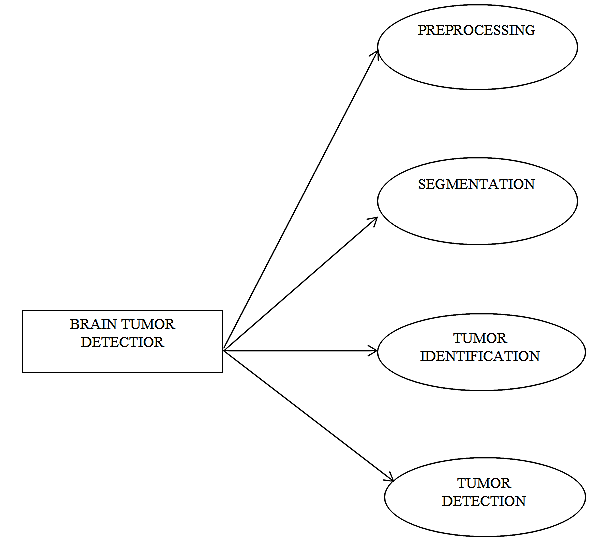 PREPROCESSING
SEGMENTATION
BRAIN TUMOR
DETECTIOR
TUMOR
IDENTIFICATION
TUMOR
DETECTION